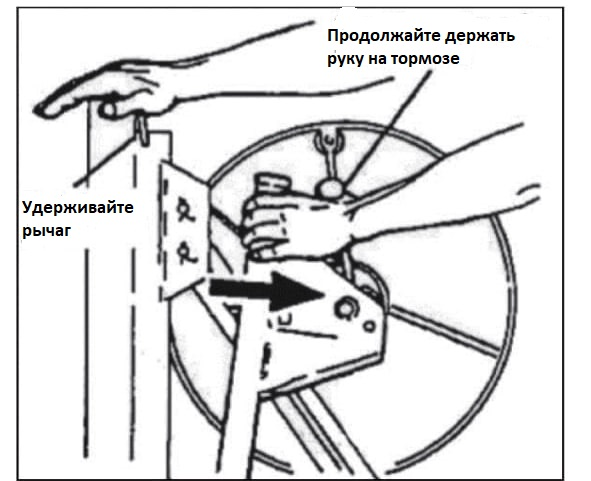 Продолжайте держать
руку на тормозе
Удерживайте
рычаг